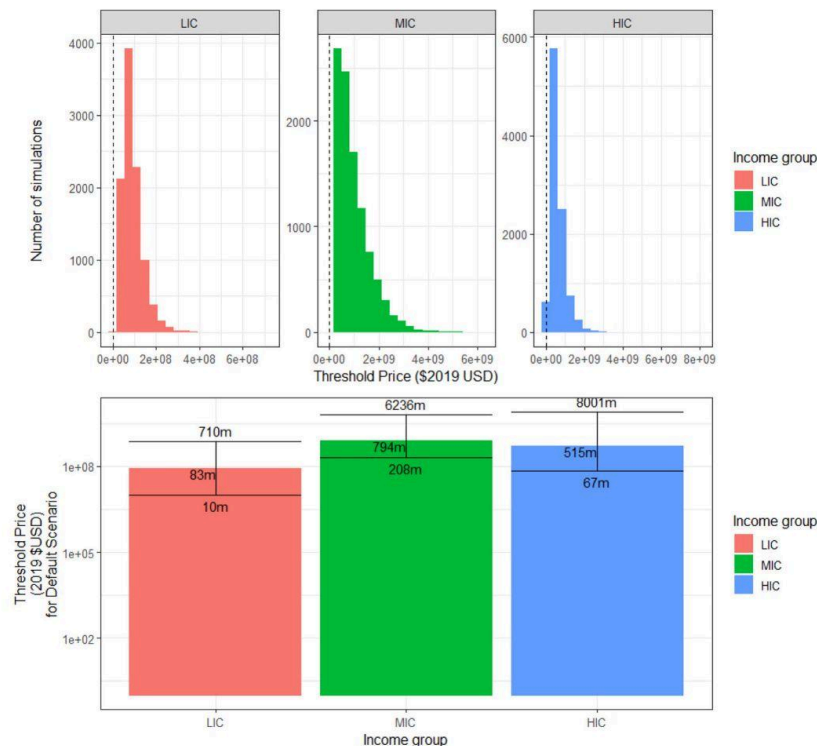 LIC MIC HIC
Number of simulations
4000
3000
2000
1000
0
0e+00 2e+08 4e+08 6e+08
2000
1000
0
0e+00 2e+09 4e+09 6e+09
6000
4000
2000
0
0e+00 2e+09 4e+09 6e+09 8e+09
Threshold Price ($2019 USD)
Income group
LIC
MIC
HIC
Threshold Price
(2019 $USD)
for Default Scenario
1e+08
1e+05
1e+02
710m
83m
10m
6236m
794m
208m
8001m
515m
67m
LIC MIC HIC
Income group
Income group
LIC
MIC
HIC